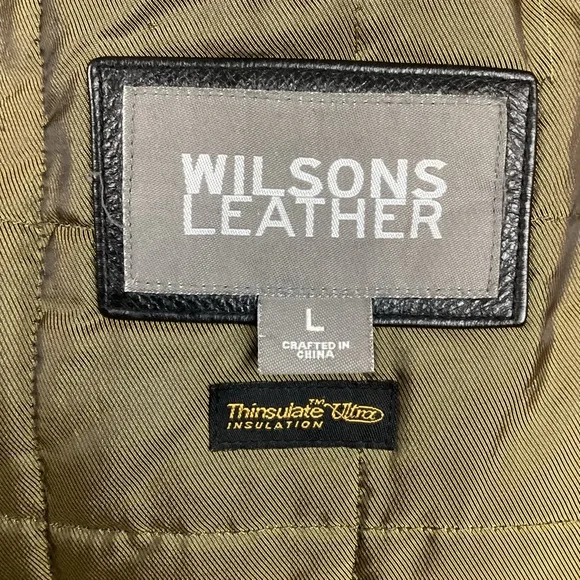 WILSONS
LEATHER
L
CRAFTED IN
CHINA
Thinsulate™ Ultra
INSULATION